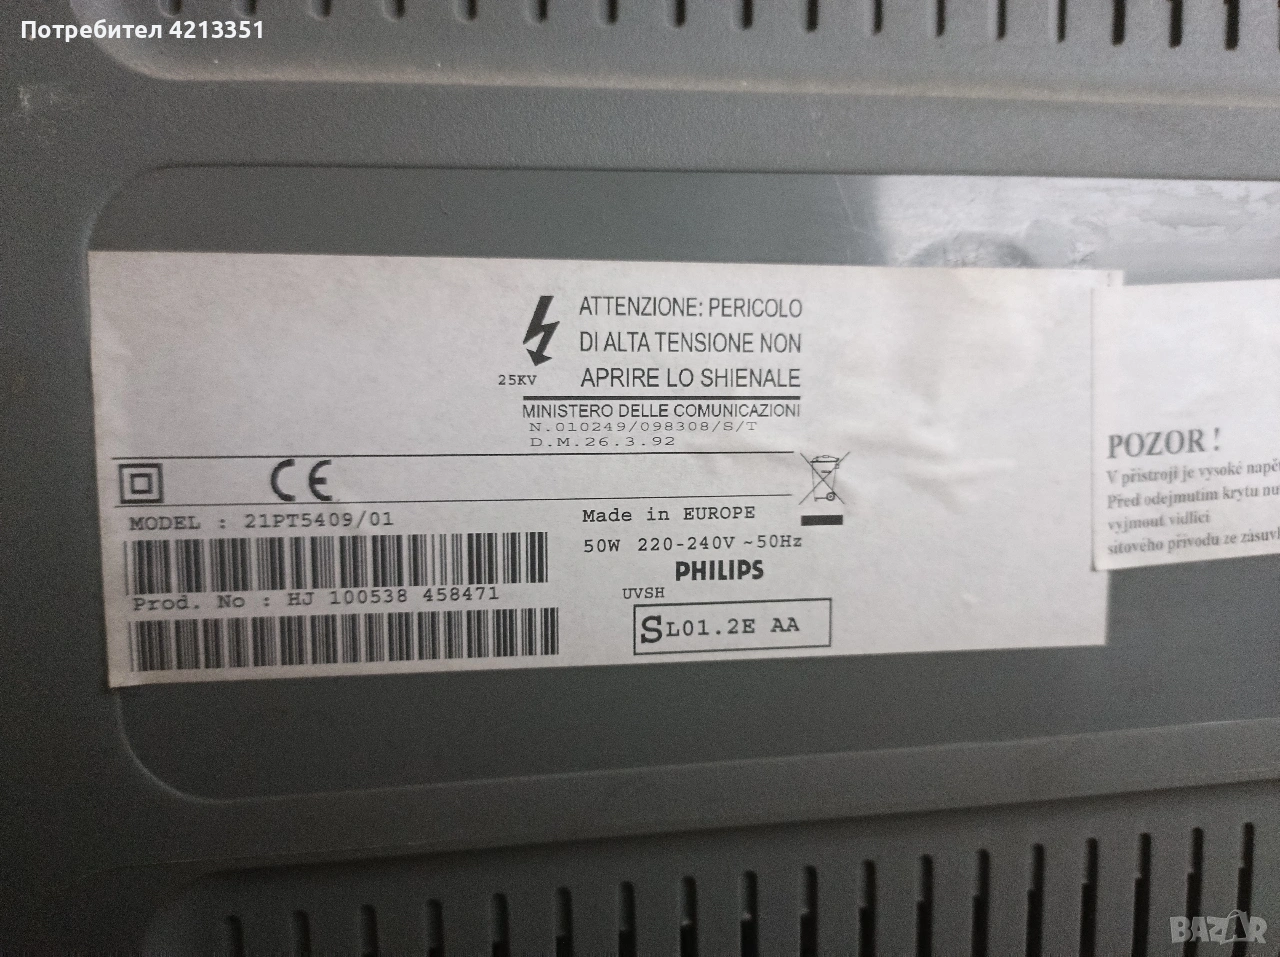 Потребител 4213351
ATTENZIONE: PERICOLO
DI ALTA TENSIONE NON
25KV APRIRE LO SHIENALE
MINISTERO DELLE COMUNICAZIONI
N.010249/098308/S/T
D.M.26.3.92
CE
MODEL : 21PT5409/01
Prod. No : HJ 100538 458471
Made in EUROPE
50W 220-240V ~50Hz
PHILIPS
UVSH
SL01.2E AA
POZOR !
V přístroji je vysoké napě
Před odejmutím krytu nu
vyjmout vidlici
síťového přívodu ze zásuv
BAZAR